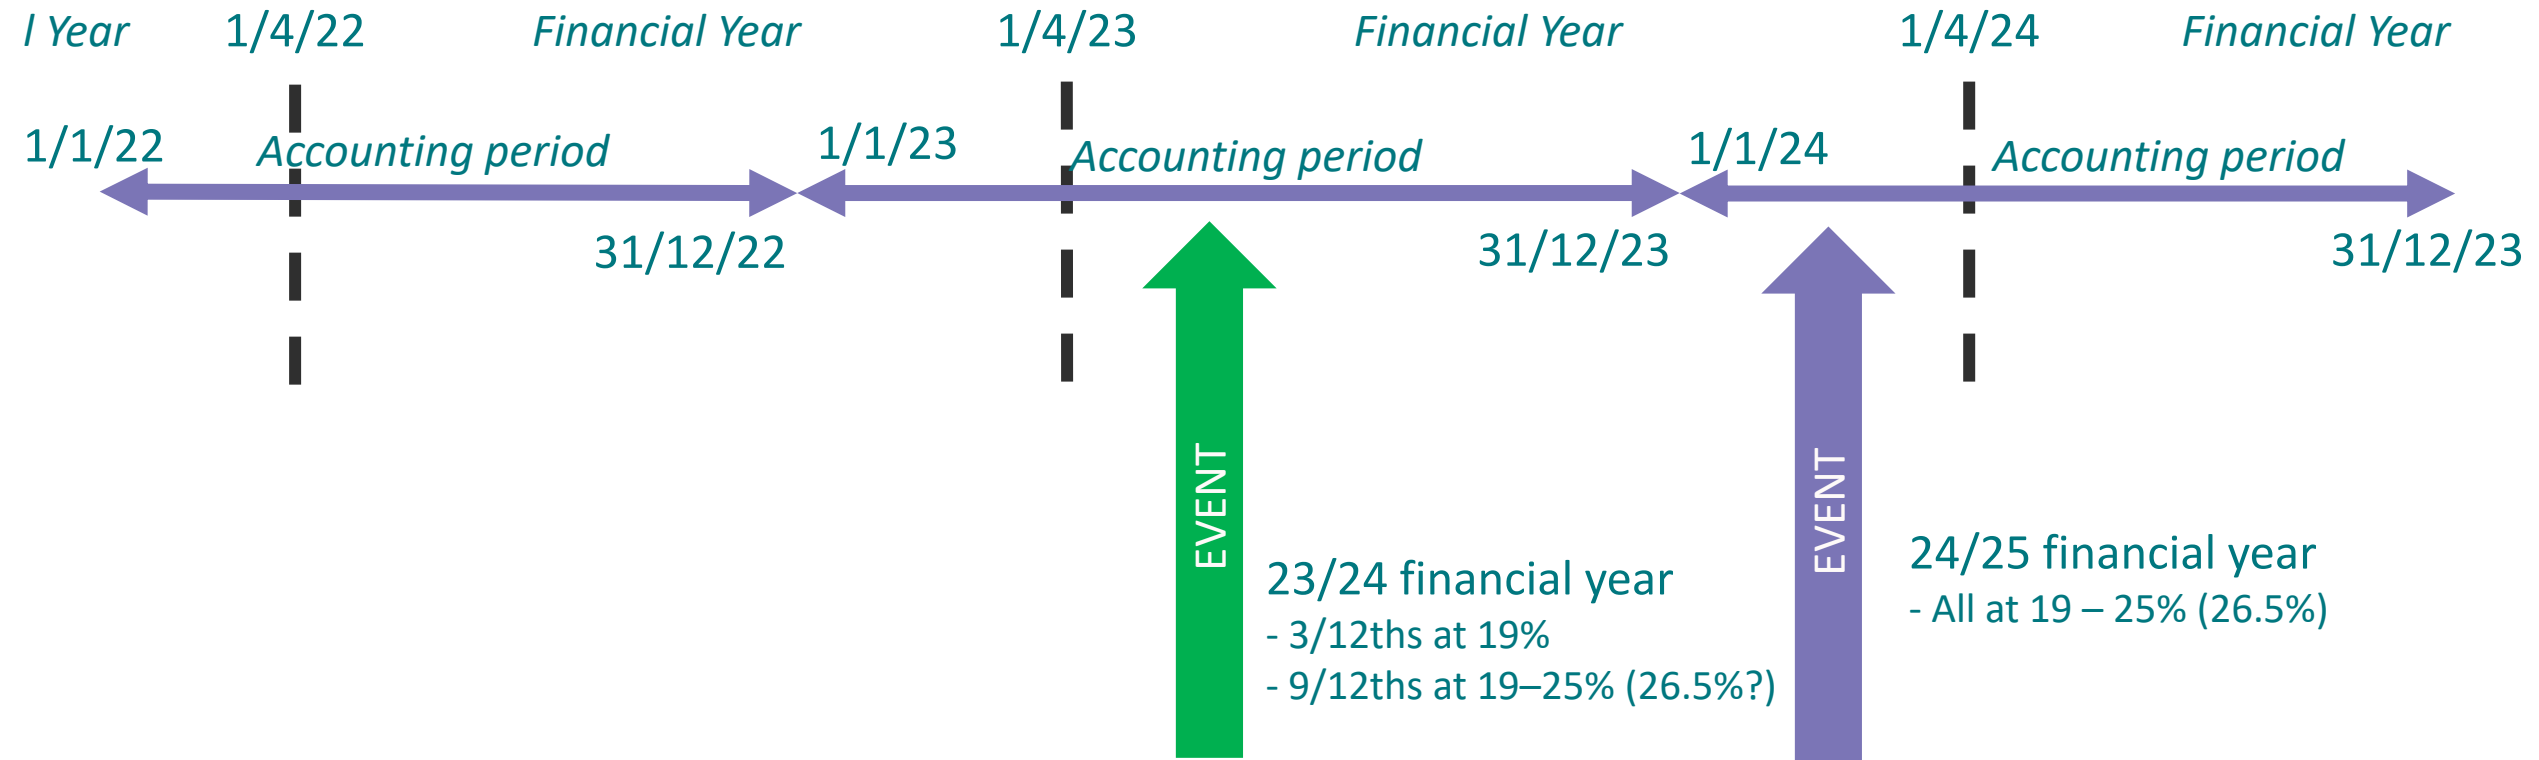 l Year
1/4/22
Financial Year
1/4/23
Financial Year
1/4/24
Financial Year
1/1/22
Accounting period
1/1/23
Accounting period
1/1/24
Accounting period
31/12/22
31/12/23
31/12/23
EVENT
23/24 financial year
- 3/12ths at 19%
- 9/12ths at 19–25% (26.5%?)
EVENT
24/25 financial year
- All at 19 – 25% (26.5%)